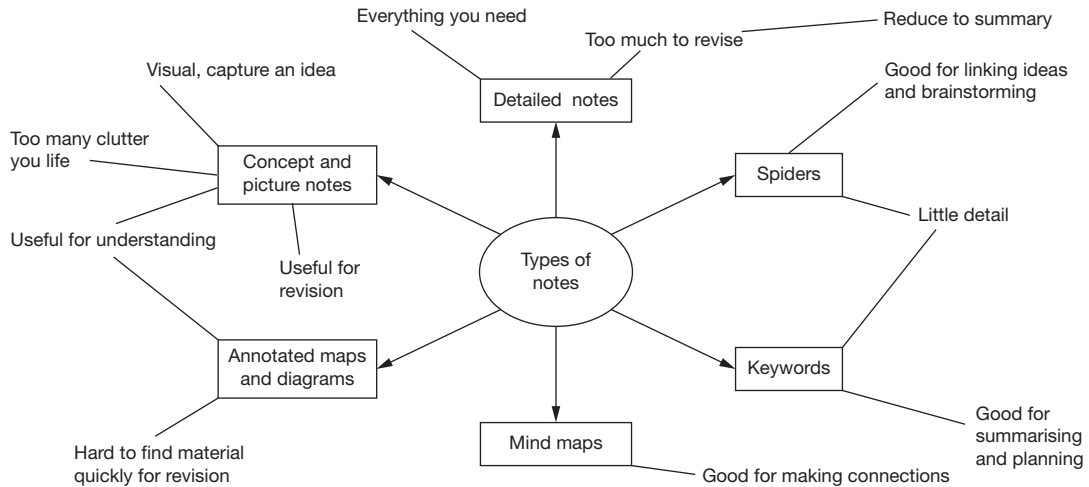 Everything you need
Too much to revise
Reduce to summary
Visual, capture an idea
Detailed notes
Good for linking ideas
and brainstorming
Too many clutter
you life
Concept and
picture notes
Spiders
Useful for understanding
Useful for
revision
Types of
notes
Little detail
Annotated maps
and diagrams
Keywords
Hard to find material
quickly for revision
Mind maps
Good for making connections
Good for
summarising
and planning